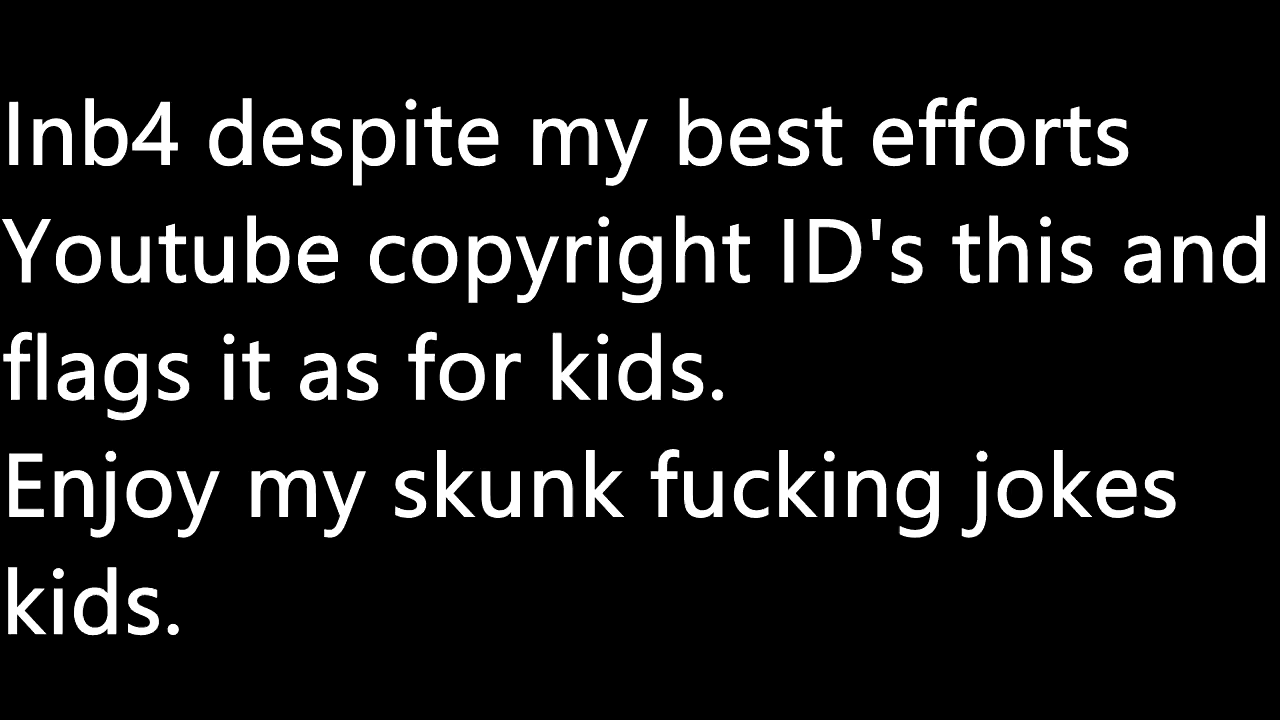 Inb4 despite my best efforts
Youtube copyright ID's this and
flags it as for kids.
Enjoy my skunk fucking jokes
kids.